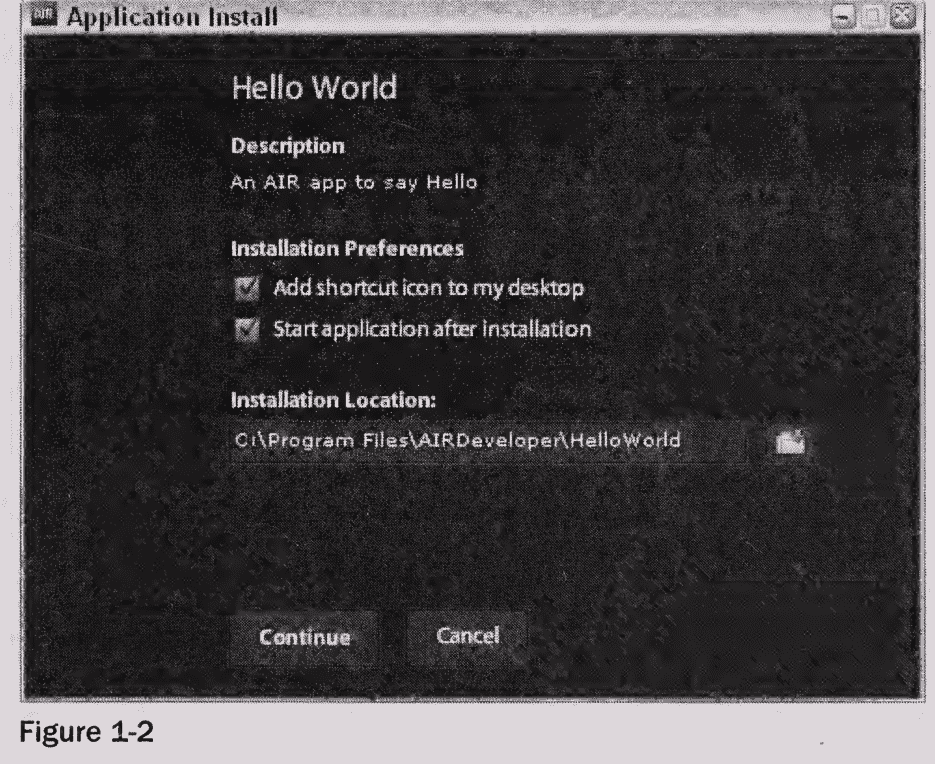 AIR Application Install
Hello World
Description
An AIR app to say Hello
Installation Preferences
Add shortcut icon to my desktop
Start application after installation
Installation Location:
C:\Program Files\AIRDeveloper\HelloWorld
Continue Cancel
Figure 1-2